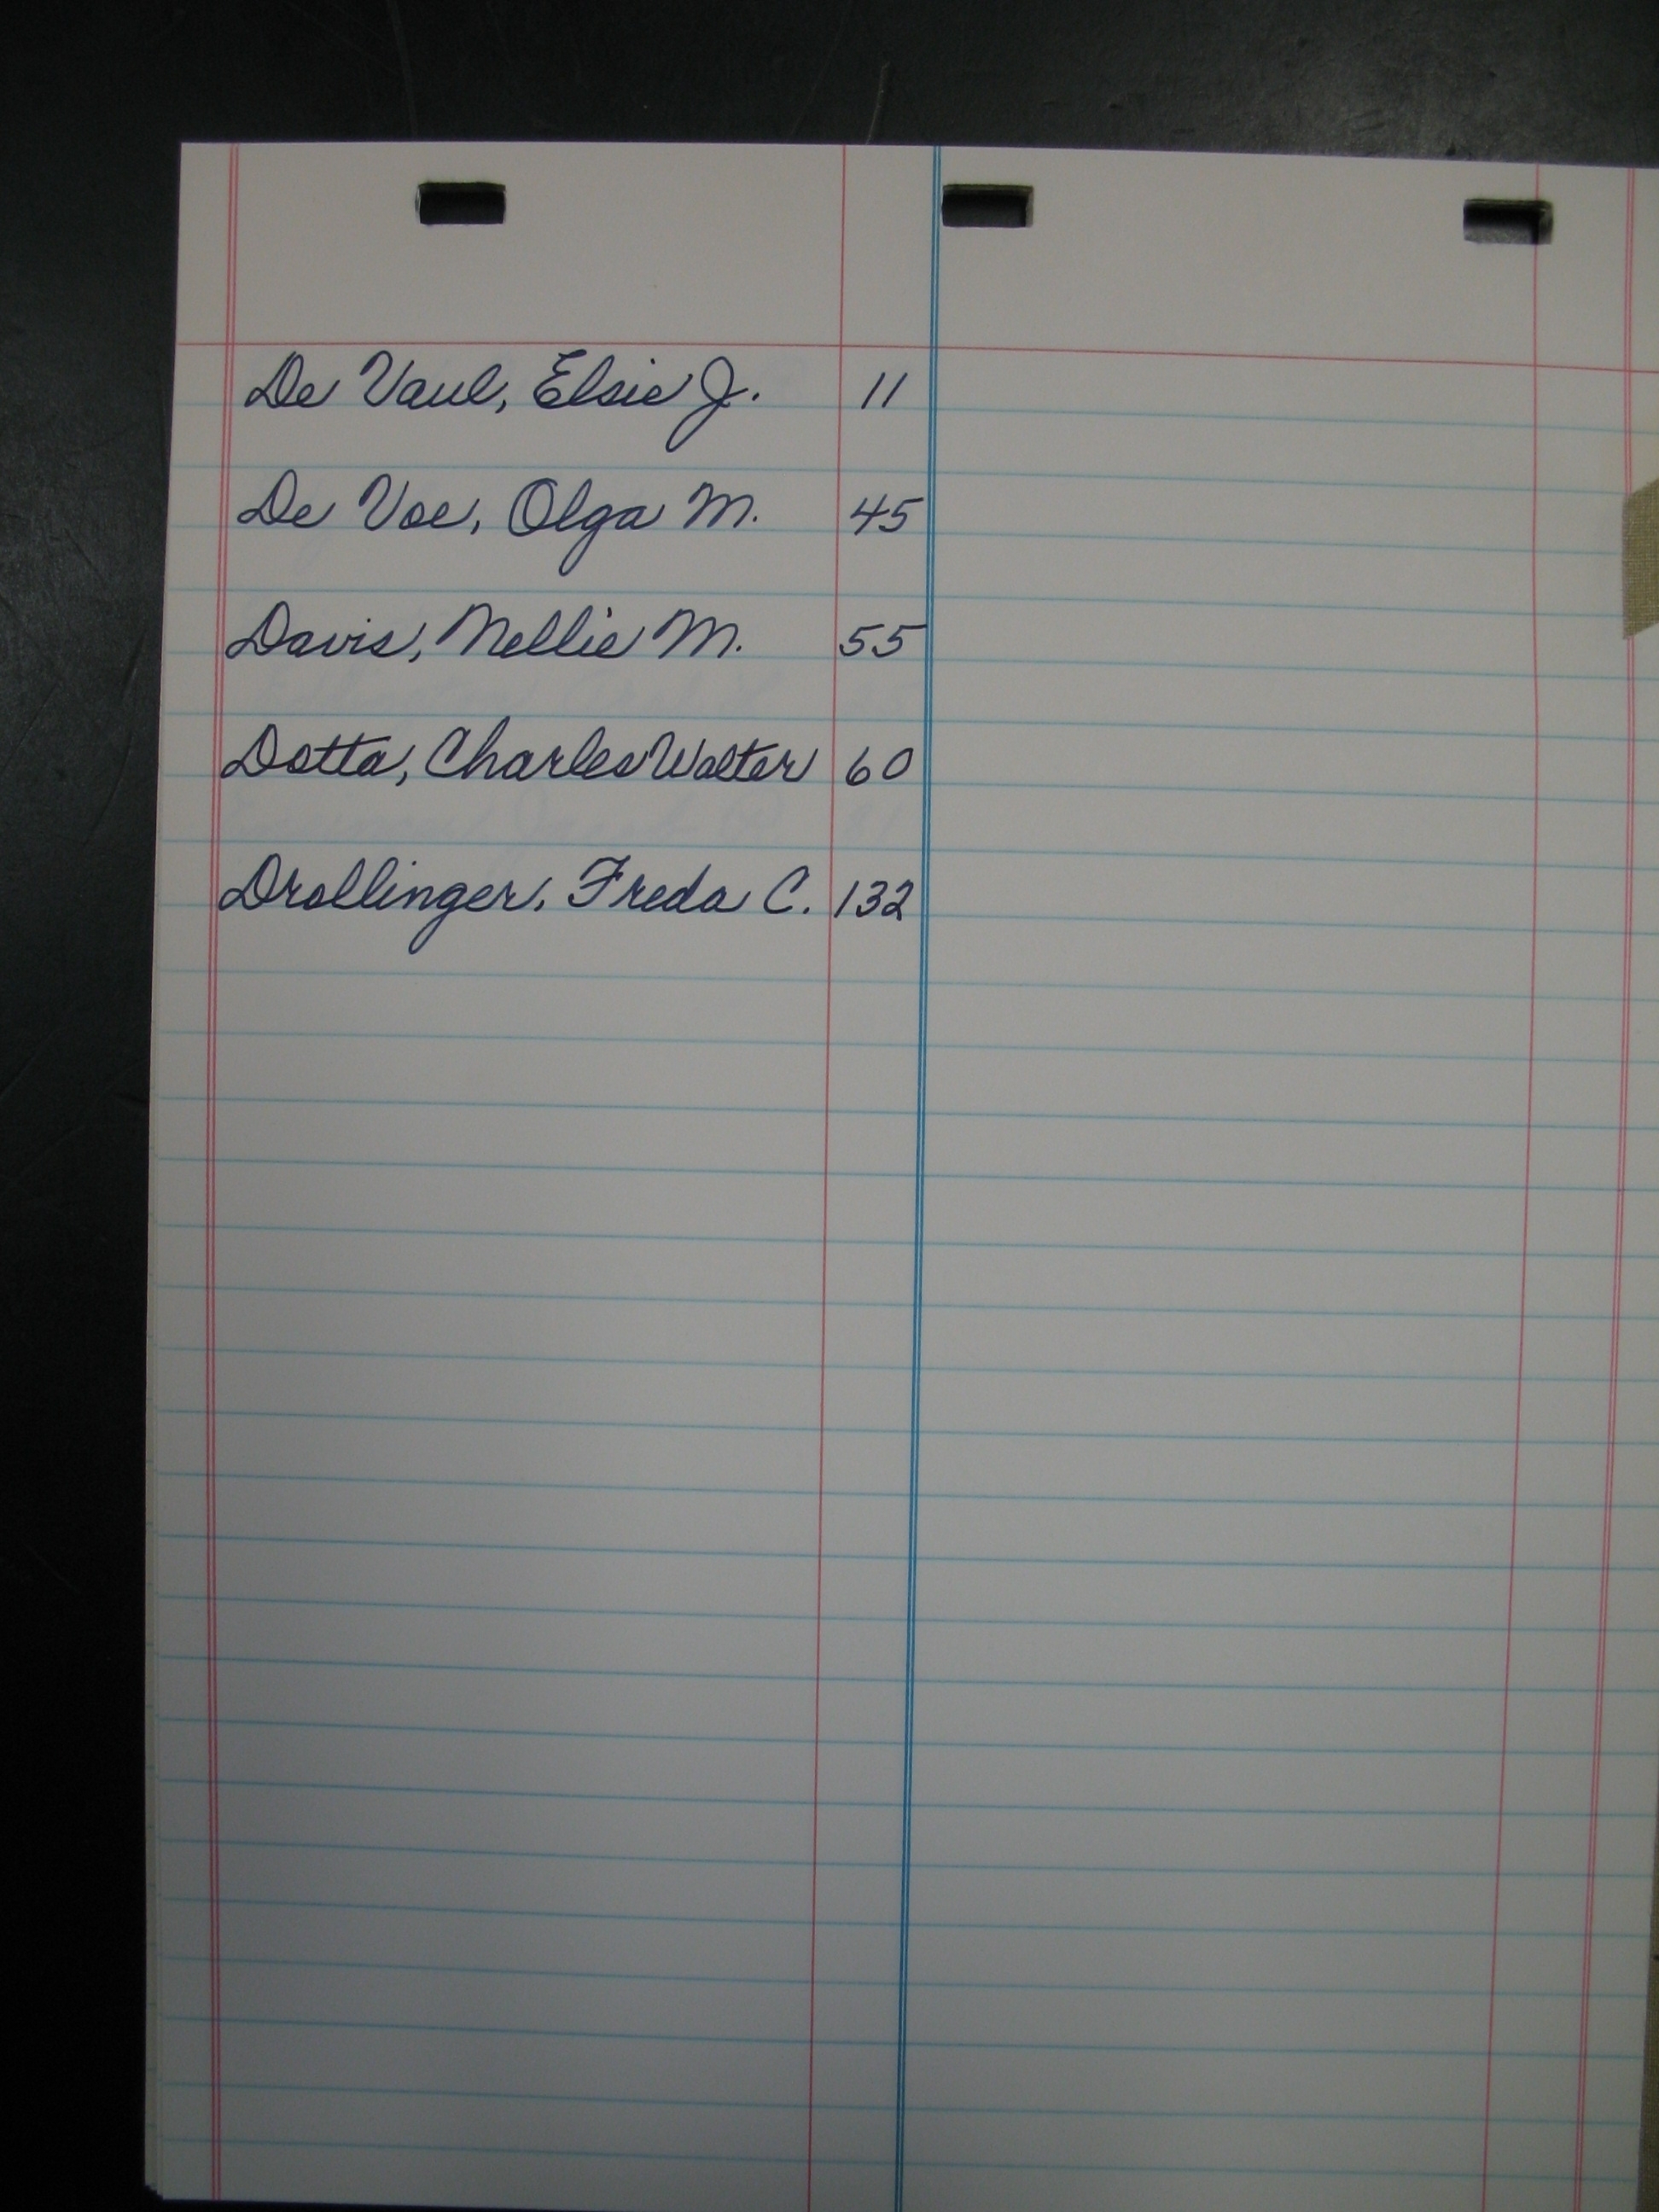 De Vaul, Elsie J. 11
De Voe, Olga M. 45
Davis, Nellie M. 55
Dotta, Charles Walter 60
Drollinger, Freda C. 132